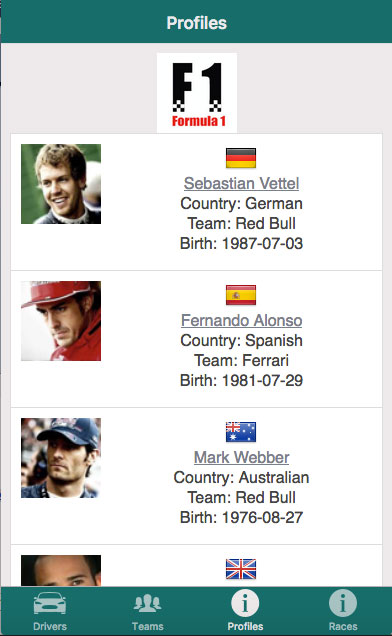 Profiles
F1
Formula 1
Sebastian Vettel
Country: German
Team: Red Bull
Birth: 1987-07-03
Fernando Alonso
Country: Spanish
Team: Ferrari
Birth: 1981-07-29
Mark Webber
Country: Australian
Team: Red Bull
Birth: 1976-08-27
Drivers
Teams
Profiles
Races